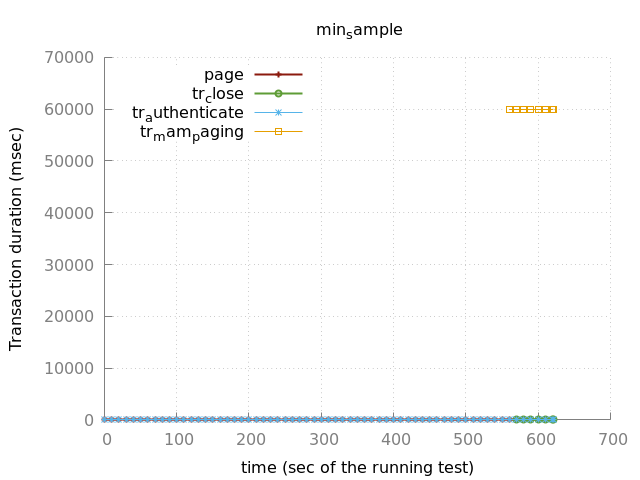 min_sample
70000
60000
50000
40000
30000
20000
10000
0
Transaction duration (msec)
page
tr_close
tr_authenticate
tr_mam_paging
0 100 200 300 400 500 600 700
time (sec of the running test)